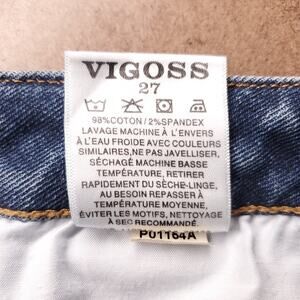 VIGOSS
27
98%COTON / 2%SPANDEX
LAVAGE MACHINE À L'ENVERS
À L'EAU FROIDE AVEC COULEURS
SIMILAIRES, NE PAS JAVELLISER,
SÉCHAGE MACHINE BASSE
TEMPÉRATURE, RETIRER
RAPIDEMENT DU SÈCHE-LINGE,
AU BESOIN REPASSER À
TEMPÉRATURE MOYENNE,
ÉVITER LES MOTIFS, NETTOYAGE
À SEC RECOMMANDÉ.
P01164A